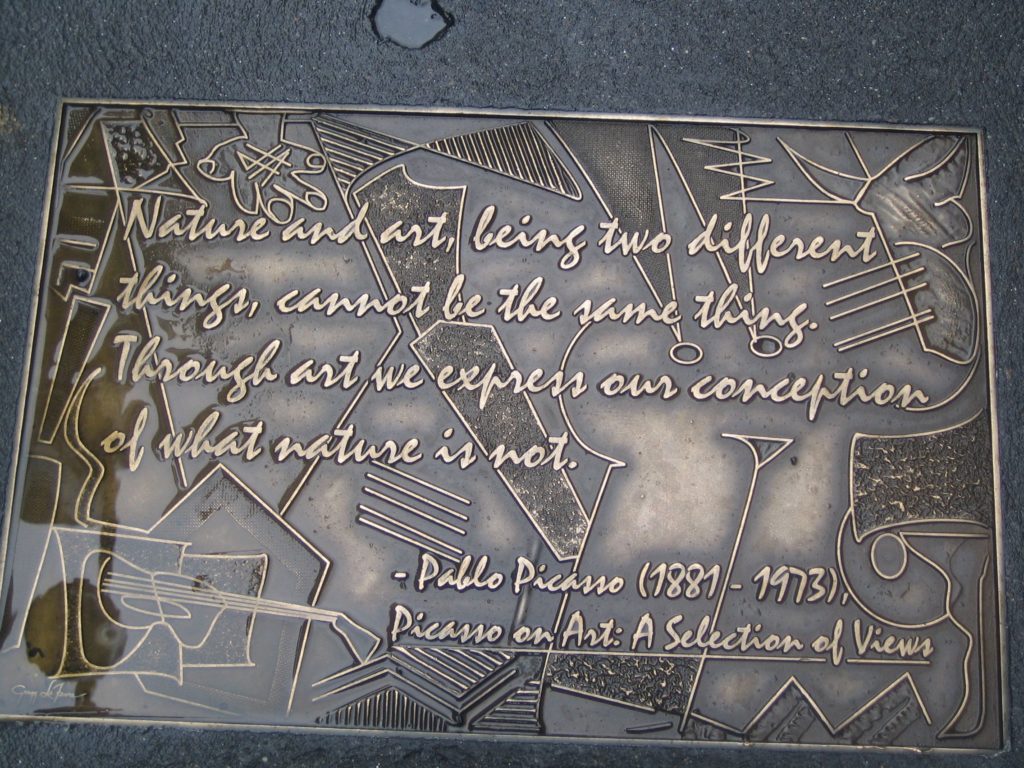 Nature and art, being two different
things, cannot be the same thing.
Through art we express our conception
of what nature is not.
- Pablo Picasso (1881 - 1973),
Picasso on Art: A Selection of Views